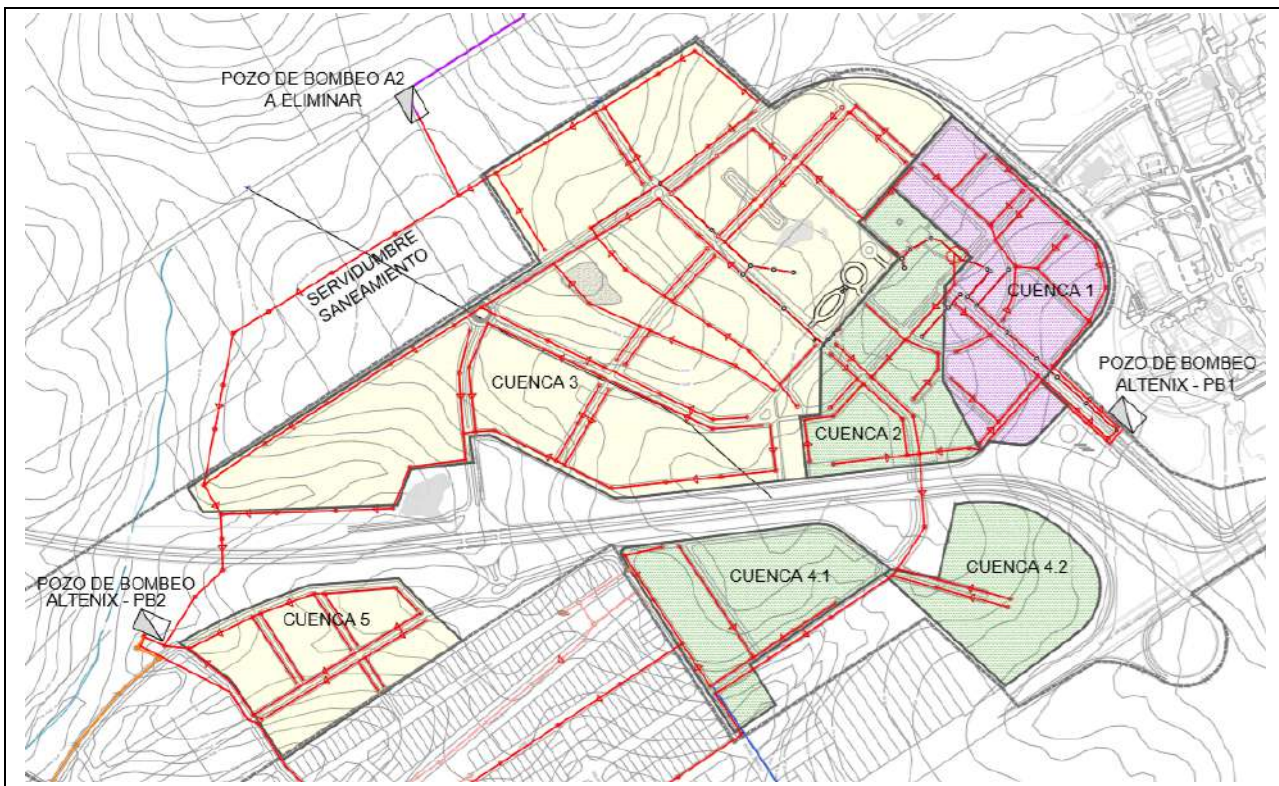 POZO DE BOMBEO A2
A ELIMINAR
SERVIDUMBRE
SANEAMIENTO
CUENCA 1
POZO DE BOMBEO
ALTENIX - PB1
CUENCA 3
CUENCA 2
CUENCA 4.1
CUENCA 4.2
POZO DE BOMBEO
ALTENIX - PB2
CUENCA 5